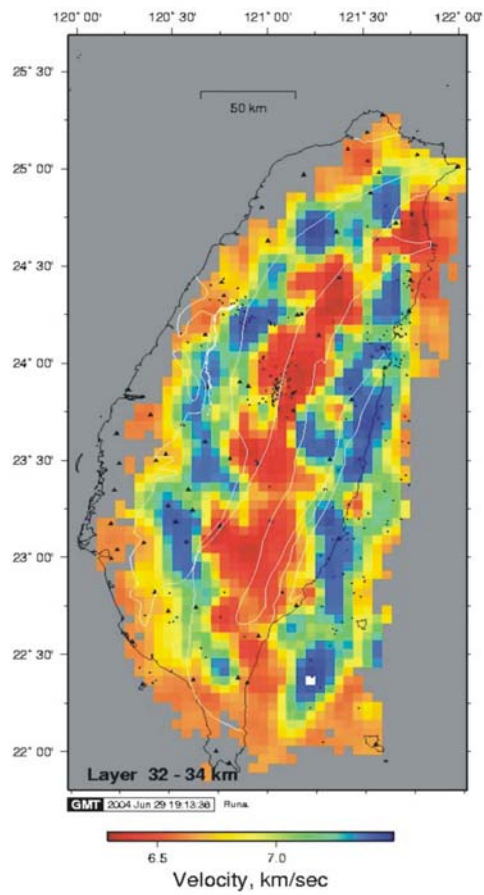 120° 00' 120° 30' 121° 00' 121° 30' 122° 00'
25° 30'
50 km
25° 00'
24° 30'
24° 00'
23° 30'
23° 00'
22° 30'
22° 00'
Layer 32 - 34 km
GMT 2004 Jun 29 19:13:36 Runa.
6.5 7.0
Velocity, km/sec